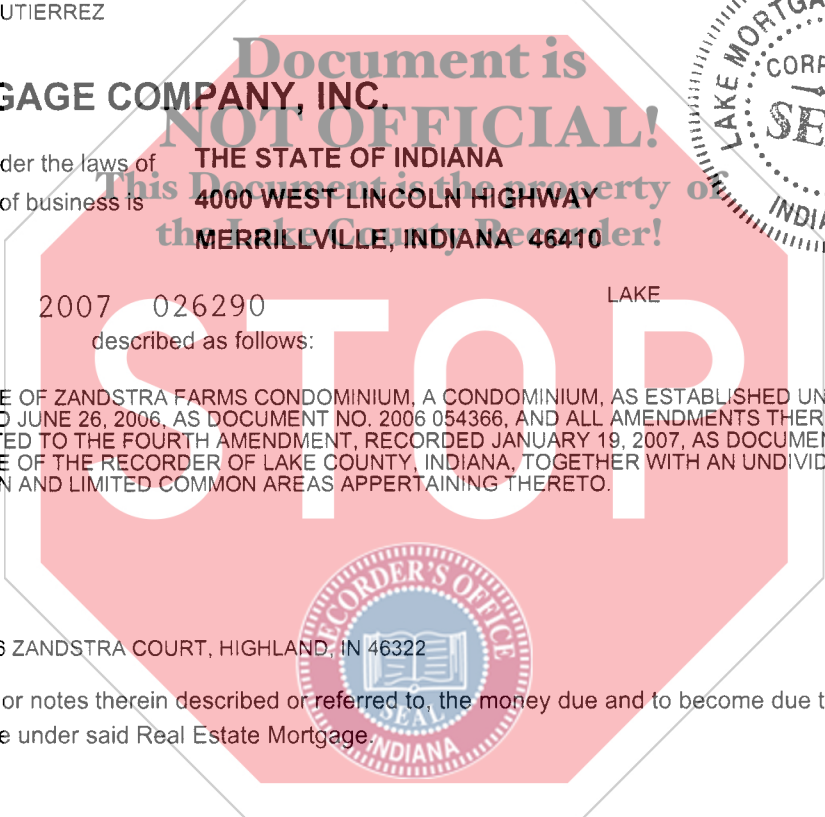 UTIERREZ
Document is
GAGE COMPANY, INC.
NOT OFFICIAL!
der the laws of THE STATE OF INDIANA
This Document is the property of
of business is 4000 WEST LINCOLN HIGHWAY
the Lake County Recorder!
MERRILLVILLE, INDIANA 46410
LAKE MORTGA
CORP
SE
INDI
2007 026290 LAKE
described as follows:
STOP
E OF ZANDSTRA FARMS CONDOMINIUM, A CONDOMINIUM, AS ESTABLISHED UN
D JUNE 26, 2006, AS DOCUMENT NO. 2006 054366, AND ALL AMENDMENTS THER
TED TO THE FOURTH AMENDMENT, RECORDED JANUARY 19, 2007, AS DOCUMEN
E OF THE RECORDER OF LAKE COUNTY, INDIANA, TOGETHER WITH AN UNDIVID
N AND LIMITED COMMON AREAS APPERTAINING THERETO.
RECORDER'S OFFICE
SEAL
INDIANA
6 ZANDSTRA COURT, HIGHLAND, IN 46322
or notes therein described or referred to, the money due and to become due t
e under said Real Estate Mortgage.